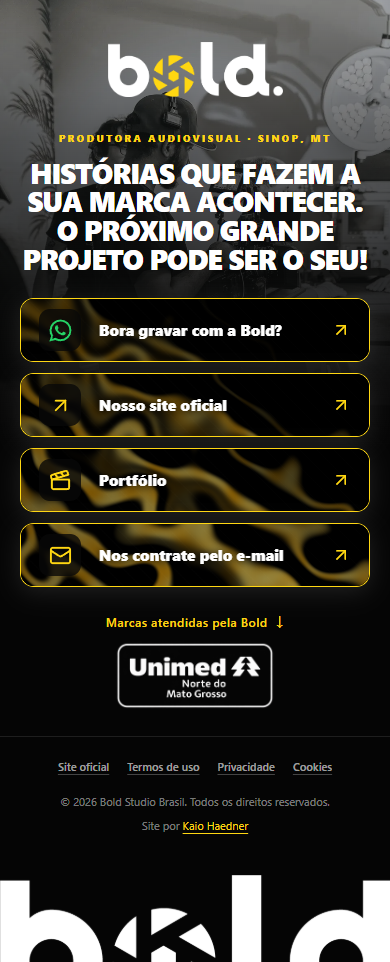 bold.
PRODUTORA AUDIOVISUAL · SINOP, MT
HISTÓRIAS QUE FAZEM A
SUA MARCA ACONTECER.
O PRÓXIMO GRANDE
PROJETO PODE SER O SEU!
Bora gravar com a Bold?
Nosso site oficial
Portfólio
Nos contrate pelo e-mail
Marcas atendidas pela Bold ↓
Unimed
Norte do
Mato Grosso
Site oficial Termos de uso Privacidade Cookies
© 2026 Bold Studio Brasil. Todos os direitos reservados.
Site por Kaio Haedner
bold